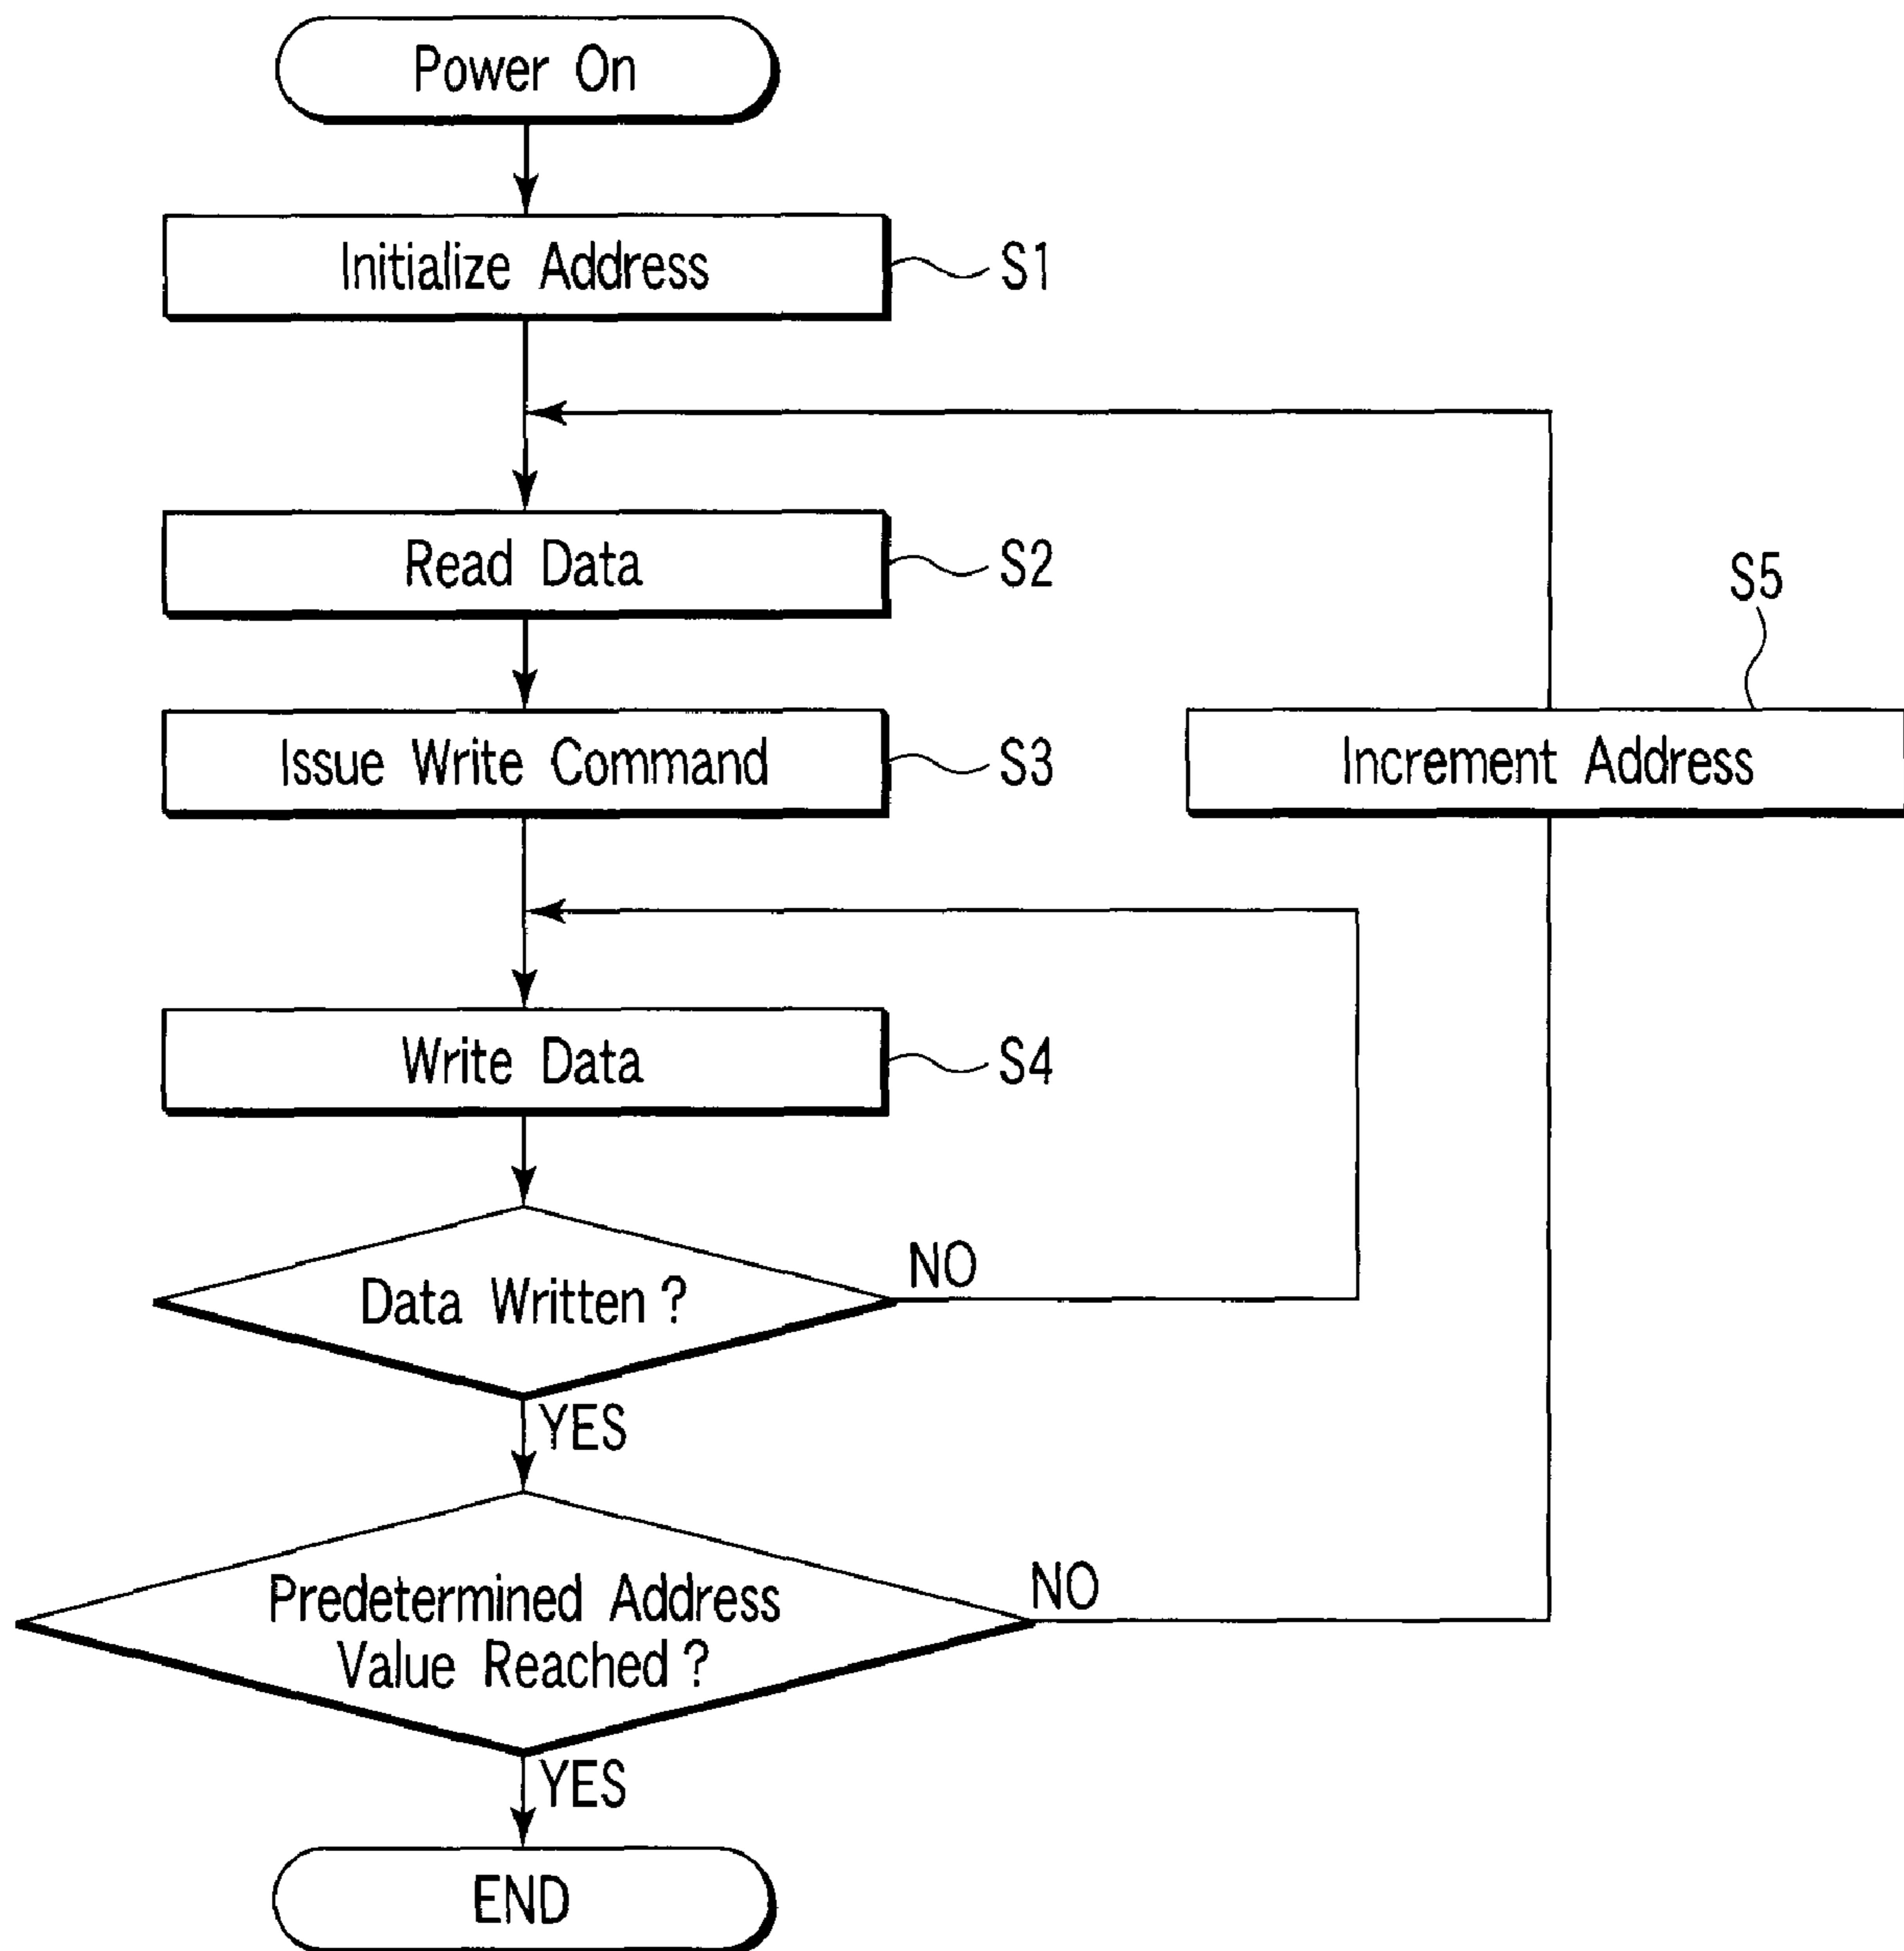 Power On
Initialize Address
S1
Read Data
S2
S5
Issue Write Command
S3
Increment Address
Write Data
S4
Data Written ?
NO
YES
Predetermined Address
Value Reached ?
NO
YES
END